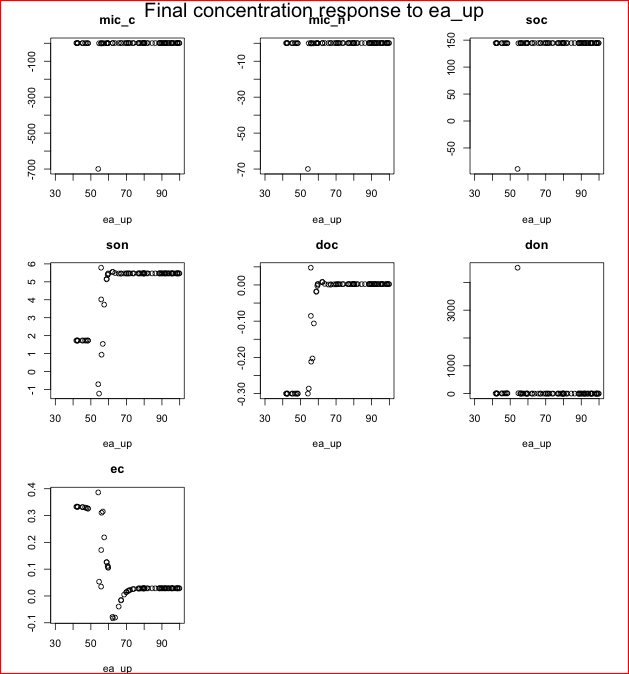 Final concentration response to ea_up
mic_c
mic_n
soc
-100
-300
-500
-700
30 50 70 90
ea_up
-10
-30
-50
-70
30 50 70 90
ea_up
150
100
50
0
-50
30 50 70 90
ea_up
son
doc
don
6
5
4
3
2
1
0
-1
30 50 70 90
ea_up
0.00
-0.10
-0.20
-0.30
30 50 70 90
ea_up
3000
1000
0
30 50 70 90
ea_up
ec
0.4
0.3
0.2
0.1
0.0
-0.1
30 50 70 90
ea_up